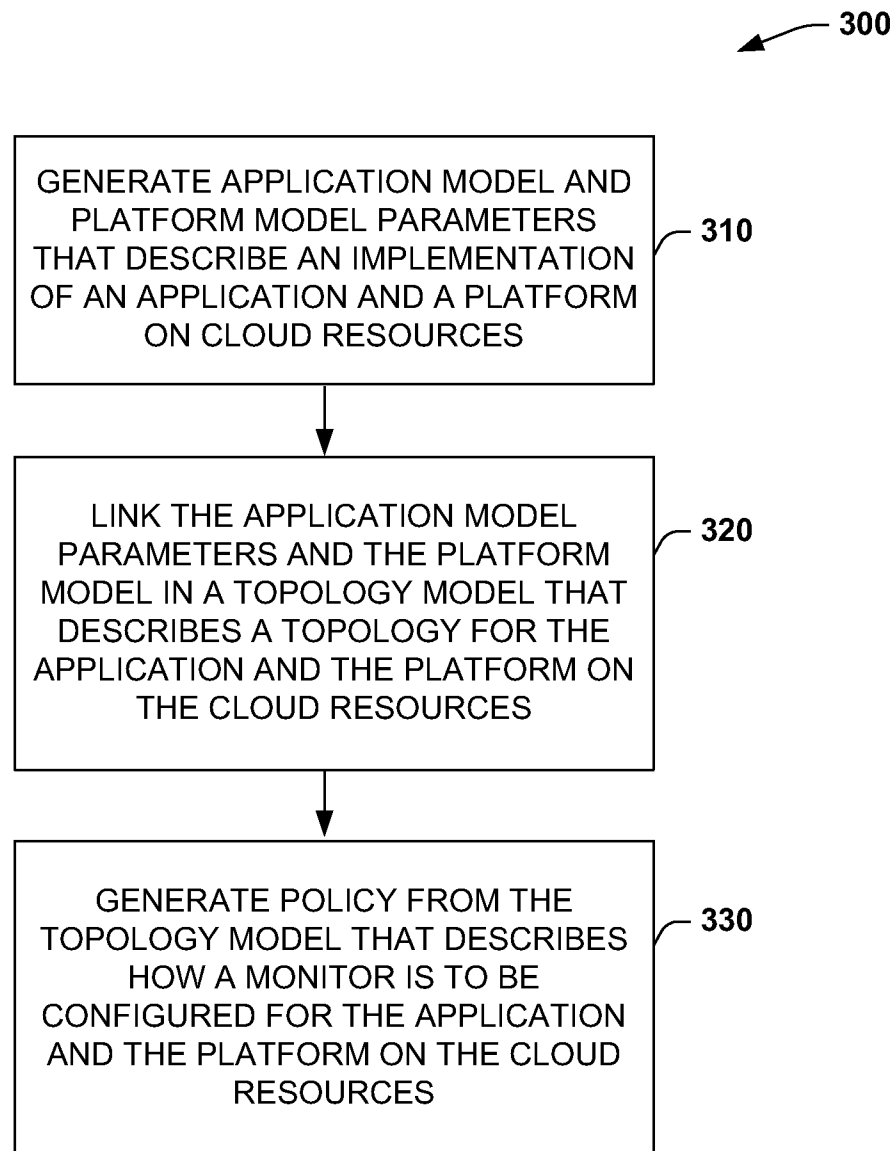 300
GENERATE APPLICATION MODEL AND
PLATFORM MODEL PARAMETERS
THAT DESCRIBE AN IMPLEMENTATION
OF AN APPLICATION AND A PLATFORM
ON CLOUD RESOURCES
310
LINK THE APPLICATION MODEL
PARAMETERS AND THE PLATFORM
MODEL IN A TOPOLOGY MODEL THAT
DESCRIBES A TOPOLOGY FOR THE
APPLICATION AND THE PLATFORM ON
THE CLOUD RESOURCES
320
GENERATE POLICY FROM THE
TOPOLOGY MODEL THAT DESCRIBES
HOW A MONITOR IS TO BE
CONFIGURED FOR THE APPLICATION
AND THE PLATFORM ON THE CLOUD
RESOURCES
330